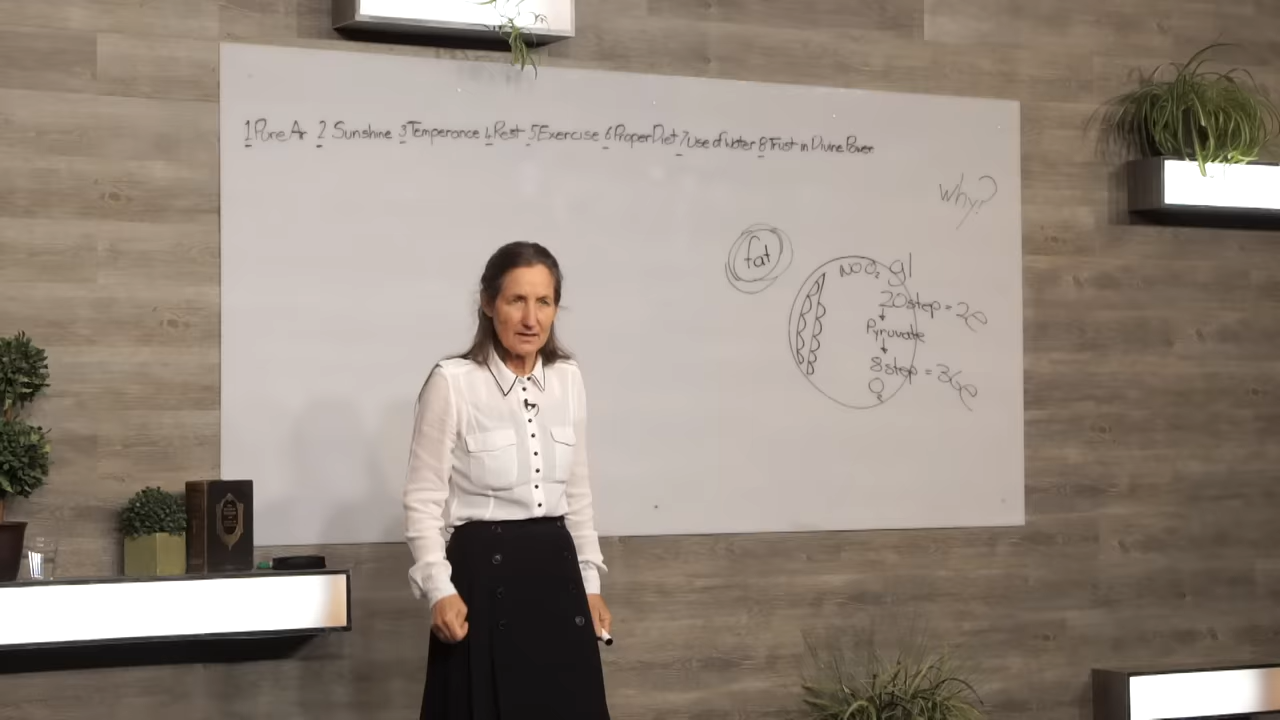 1 Pure Air 2 Sunshine 3 Temperance 4 Rest 5 Exercise 6 Proper Diet 7 Use of Water 8 Trust in Divine Power
why?
fat
NO O₂ gl
20 step = 2e
Pyruvate
8 step = 36e
O₂